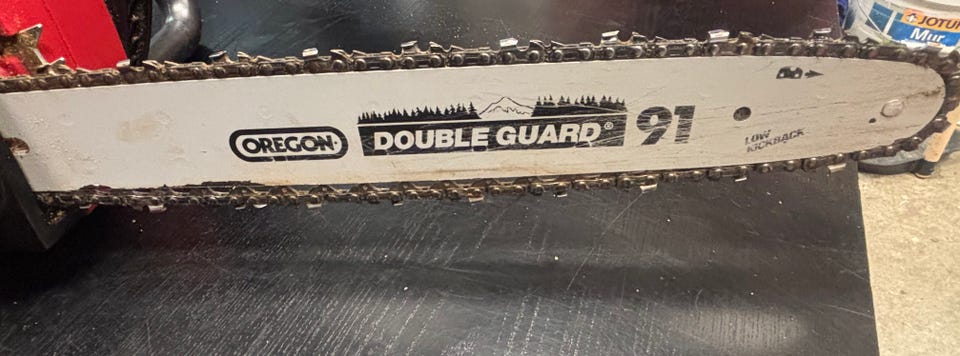 JOTUN
Mur
OREGON
DOUBLE GUARD®
91
LOW
KICKBACK